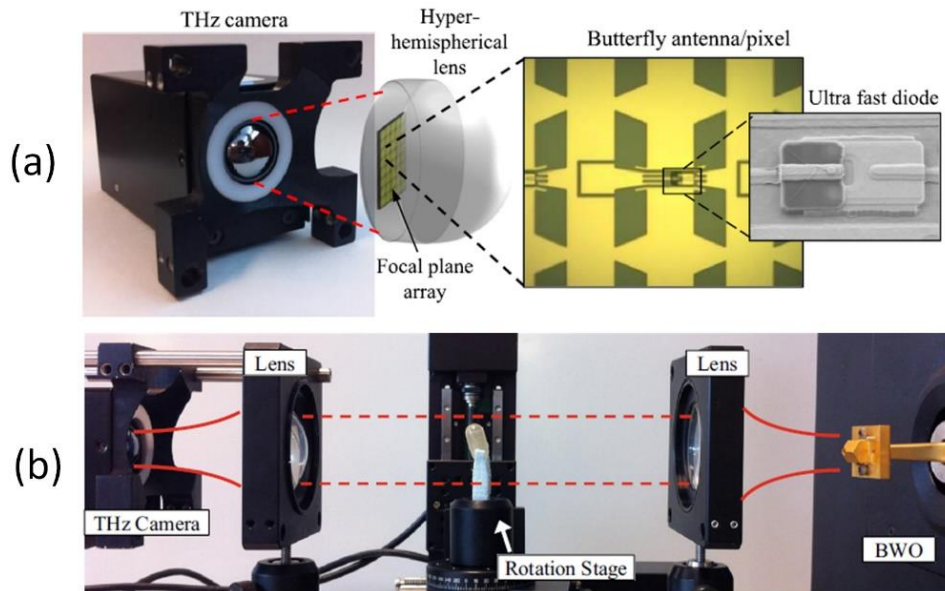 (a)
THz camera
Hyper-
hemispherical
lens
Focal plane
array
Butterfly antenna/pixel
Ultra fast diode
(b)
Lens
Lens
THz Camera
Rotation Stage
BWO